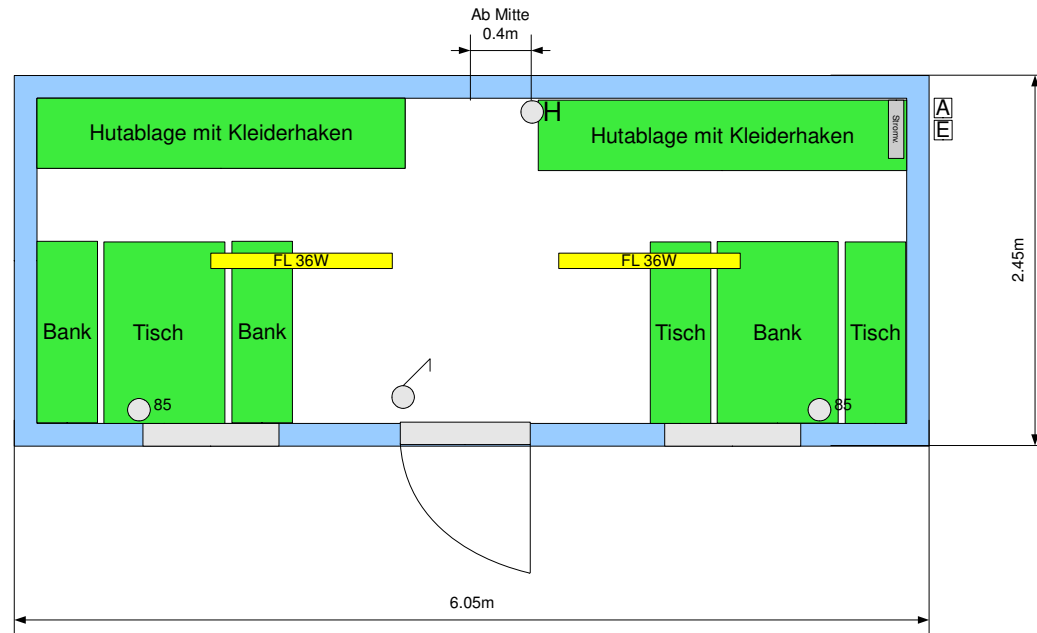 Ab Mitte
0.4m
Hutablage mit Kleiderhaken
H
Hutablage mit Kleiderhaken
Stromv.
A
E
FL 36W
FL 36W
2.45m
Bank
Tisch
Bank
Tisch
Bank
Tisch
85
85
6.05m